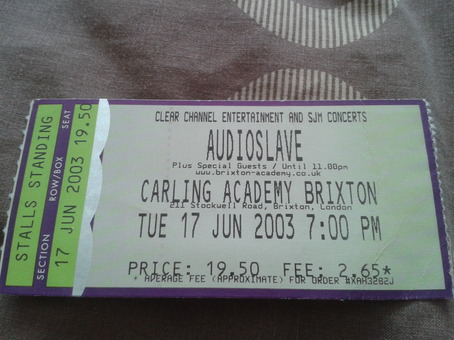 STALLS STANDING
SECTION ROW/BOX SEAT
17 JUN 2003 19.50
CLEAR CHANNEL ENTERTAINMENT AND SJM CONCERTS
AUDIOSLAVE
Plus Special Guests / Until 11.00pm
www.brixton-academy.co.uk
CARLING ACADEMY BRIXTON
211 Stockwell Road, Brixton, London
TUE 17 JUN 2003 7:00 PM
PRICE: 19.50 FEE: 2.65*
* AVERAGE FEE (APPROXIMATE) FOR ORDER #XAH3282J